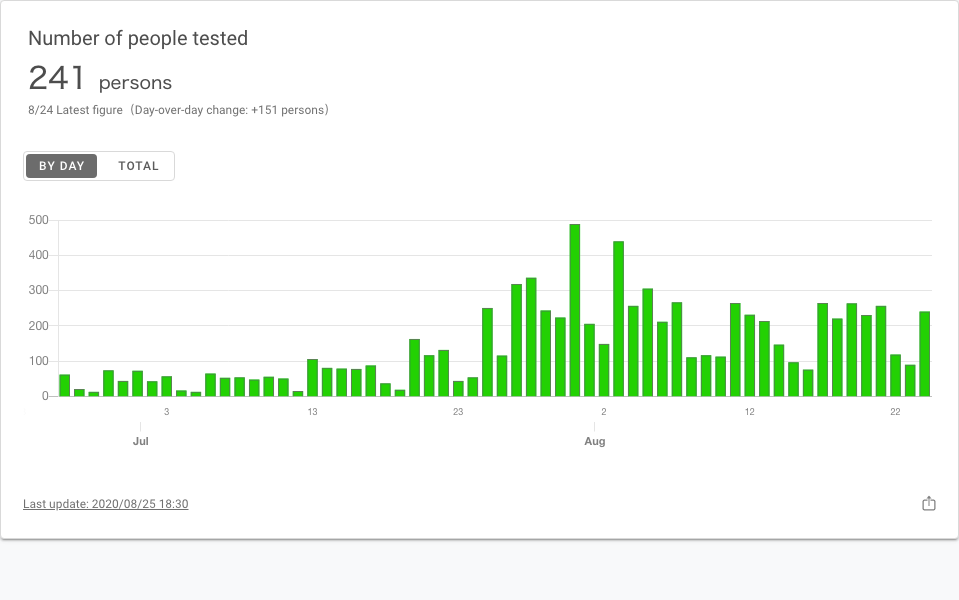 Number of people tested
241 persons
8/24 Latest figure（Day-over-day change: +151 persons）
BY DAY TOTAL
500
400
300
200
100
0
3 13 23 2 12 22
Jul Aug
Last update: 2020/08/25 18:30